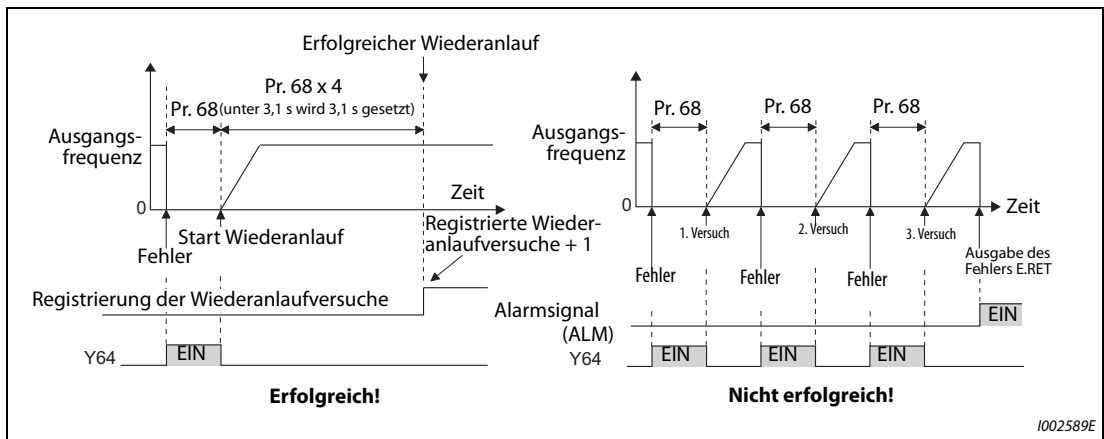 Erfolgreicher Wiederanlauf
Pr. 68 x 4
Pr. 68
(unter 3,1 s wird 3,1 s gesetzt)
Ausgangs-
frequenz
0
Zeit
Start Wiederanlauf
Fehler
Registrierte Wieder-
anlaufversuche + 1
Registrierung der Wiederanlaufversuche
Y64
EIN
Erfolgreich!
Pr. 68
Pr. 68
Pr. 68
Ausgangs-
frequenz
0
Zeit
1. Versuch
2. Versuch
3. Versuch
Fehler
Fehler
Fehler
Ausgabe des
Fehlers E.RET
Alarmsignal
(ALM)
EIN
Y64
EIN
EIN
EIN
Nicht erfolgreich!
I002589E